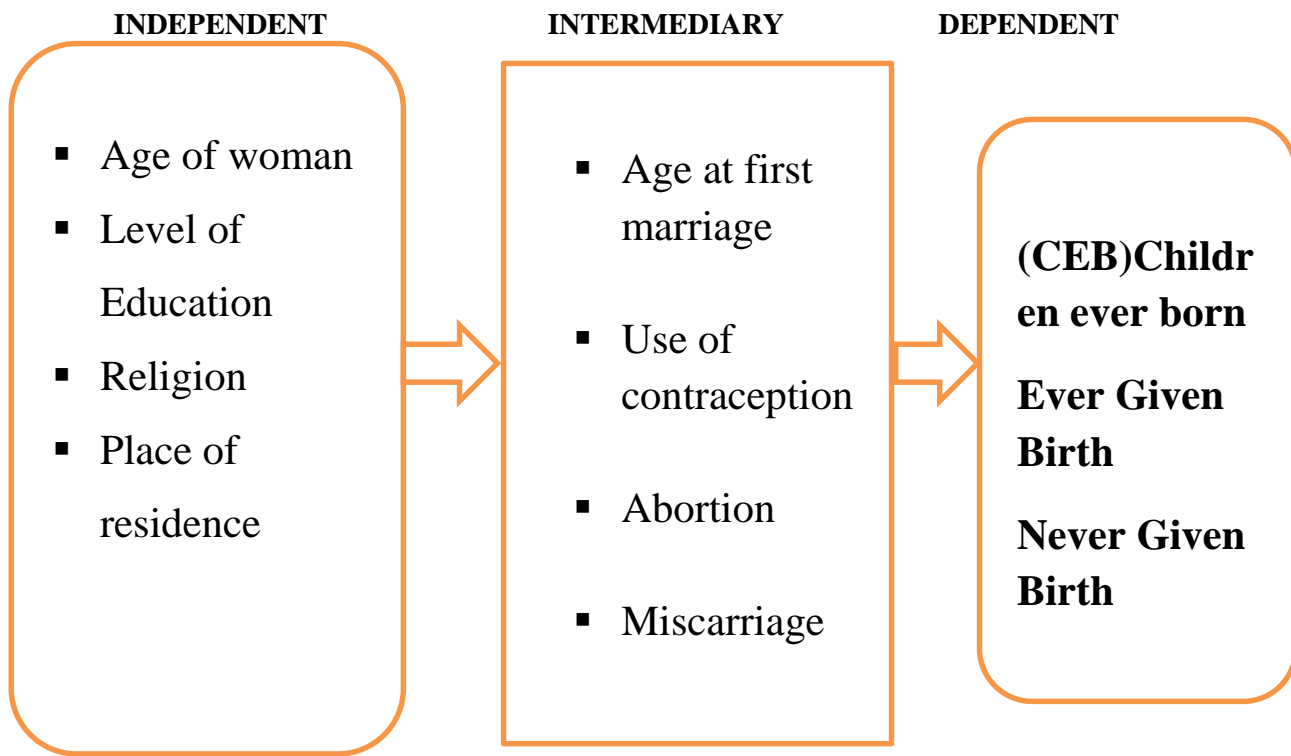 INDEPENDENT
INTERMEDIARY
DEPENDENT
▪ Age of woman
▪ Level of
Education
▪ Religion
▪ Place of
residence
▪ Age at first
marriage
▪ Use of
contraception
▪ Abortion
▪ Miscarriage
(CEB)Childr
en ever born
Ever Given
Birth
Never Given
Birth